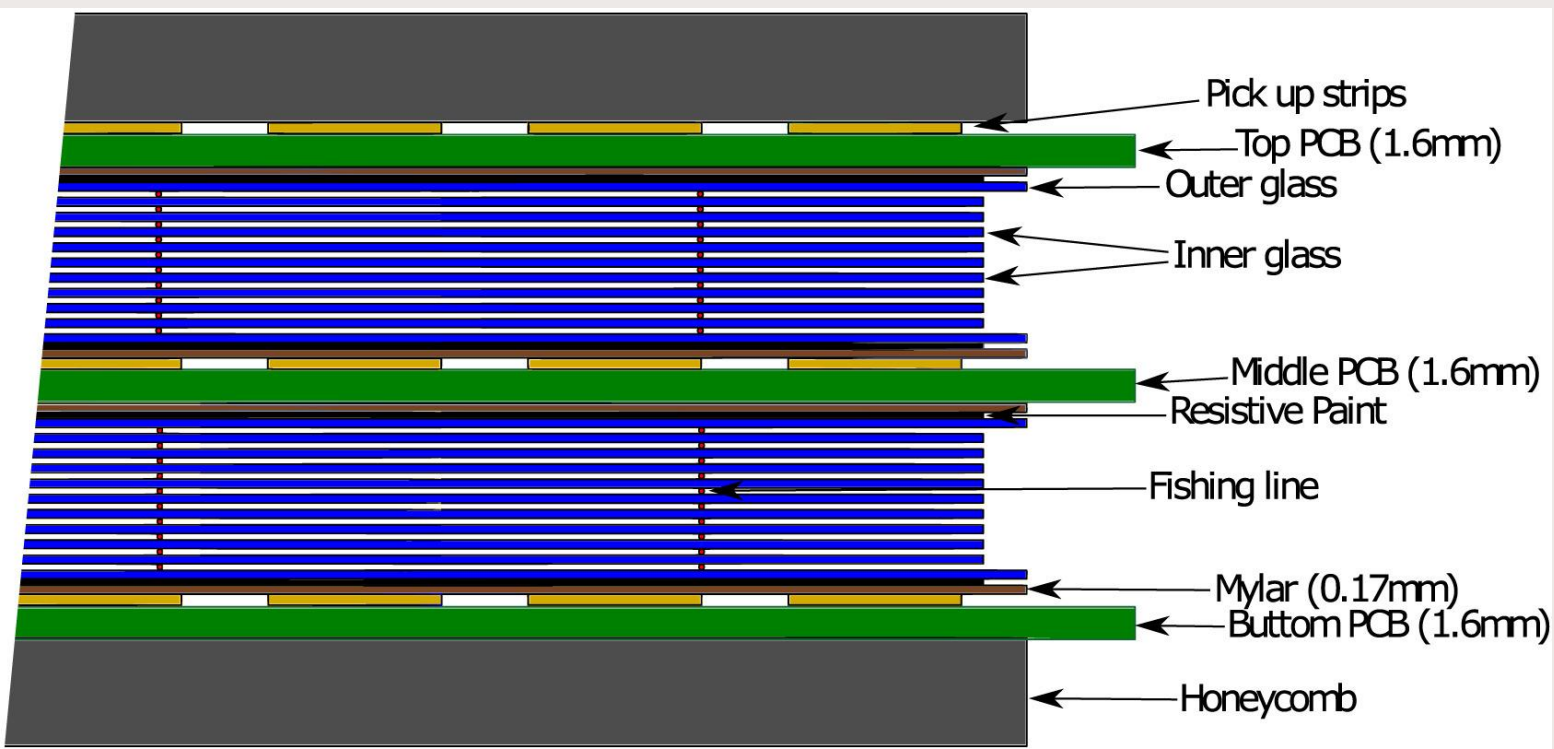 Pick up strips
Top PCB (1.6mm)
Outer glass
Inner glass
Middle PCB (1.6mm)
Resistive Paint
Fishing line
Mylar (0.17mm)
Buttom PCB (1.6mm)
Honeycomb